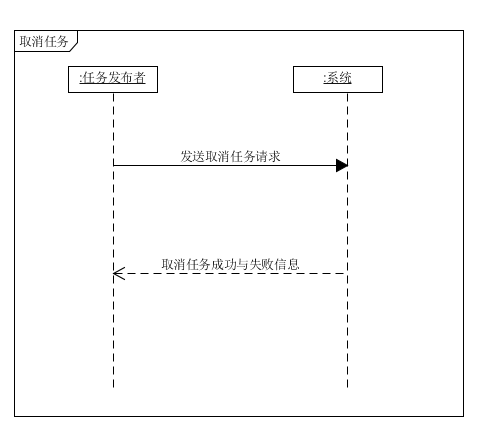 取消任务
:任务发布者
:系统
发送取消任务请求
取消任务成功与失败信息